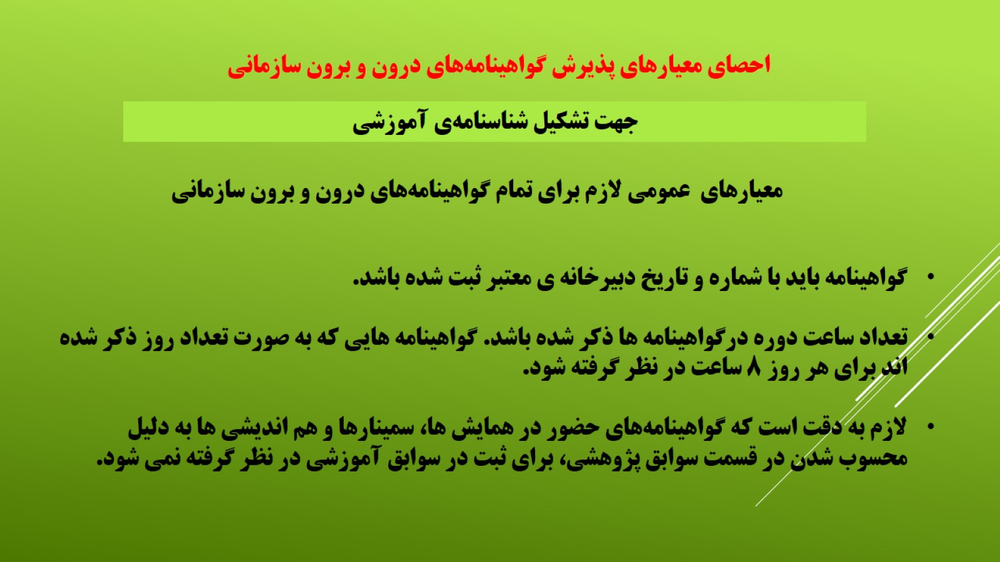 احصای معیارهای پذیرش گواهینامه‌های درون و برون سازمانی
جهت تشکیل شناسنامه‌ی آموزشی
معیارهای عمومی لازم برای تمام گواهینامه‌های درون و برون سازمانی
• گواهینامه باید با شماره و تاریخ دبیرخانه ی معتبر ثبت شده باشد.
• تعداد ساعت دوره درگواهینامه ها ذکر شده باشد. گواهینامه هایی که به صورت تعداد روز ذکر شده
اند برای هر روز ۸ ساعت در نظر گرفته شود.
• لازم به دقت است که گواهینامه‌های حضور در همایش ها، سمینارها و هم اندیشی ها به دلیل
محسوب شدن در قسمت سوابق پژوهشی، برای ثبت در سوابق آموزشی در نظر گرفته نمی شود.